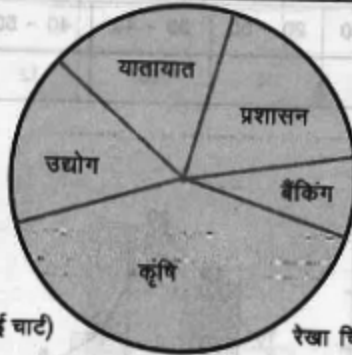 यातायात
प्रशासन
उद्योग
बैंकिंग
कृषि
ई चार्ट)
रेखा चि